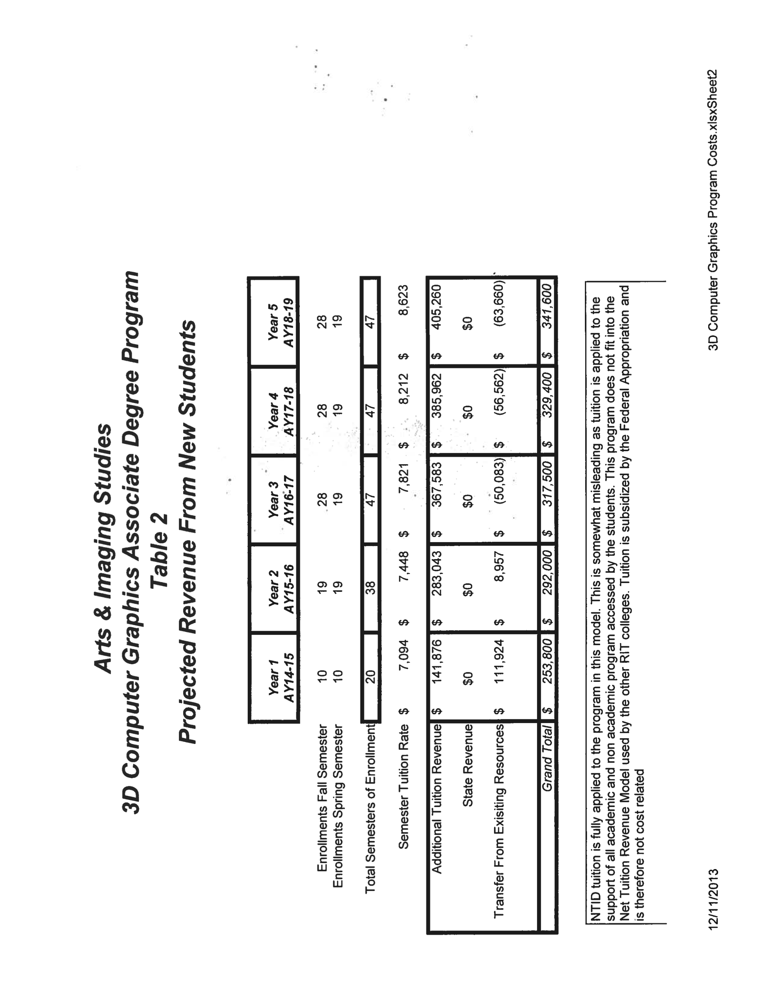 Arts & Imaging Studies
3D Computer Graphics Associate Degree Program
Table 2
Projected Revenue From New Students
Year 1 Year 2 Year 3 Year 4 Year 5
AY14-15 AY15-16 AY16-17 AY17-18 AY18-19
Enrollments Fall Semester 10 19 28 28 28
Enrollments Spring Semester 10 19 19 19 19
Total Semesters of Enrollment 20 38 47 47 47
Semester Tuition Rate $ 7,094 $ 7,448 $ 7,821 $ 8,212 $ 8,623
Additional Tuition Revenue $ 141,876 $ 283,043 $ 367,583 $ 385,962 $ 405,260
State Revenue $0 $0 $0 $0 $0
Transfer From Exisiting Resources $ 111,924 $ 8,957 $ (50,083) $ (56,562) $ (63,660)
Grand Total $ 253,800 $ 292,000 $ 317,500 $ 329,400 $ 341,600
NTID tuition is fully applied to the program in this model. This is somewhat misleading as tuition is applied to the
support of all academic and non academic program accessed by the students. This program does not fit into the
Net Tuition Revenue Model used by the other RIT colleges. Tuition is subsidized by the Federal Appropriation and
is therefore not cost related
12/11/2013 3D Computer Graphics Program Costs.xlsxSheet2